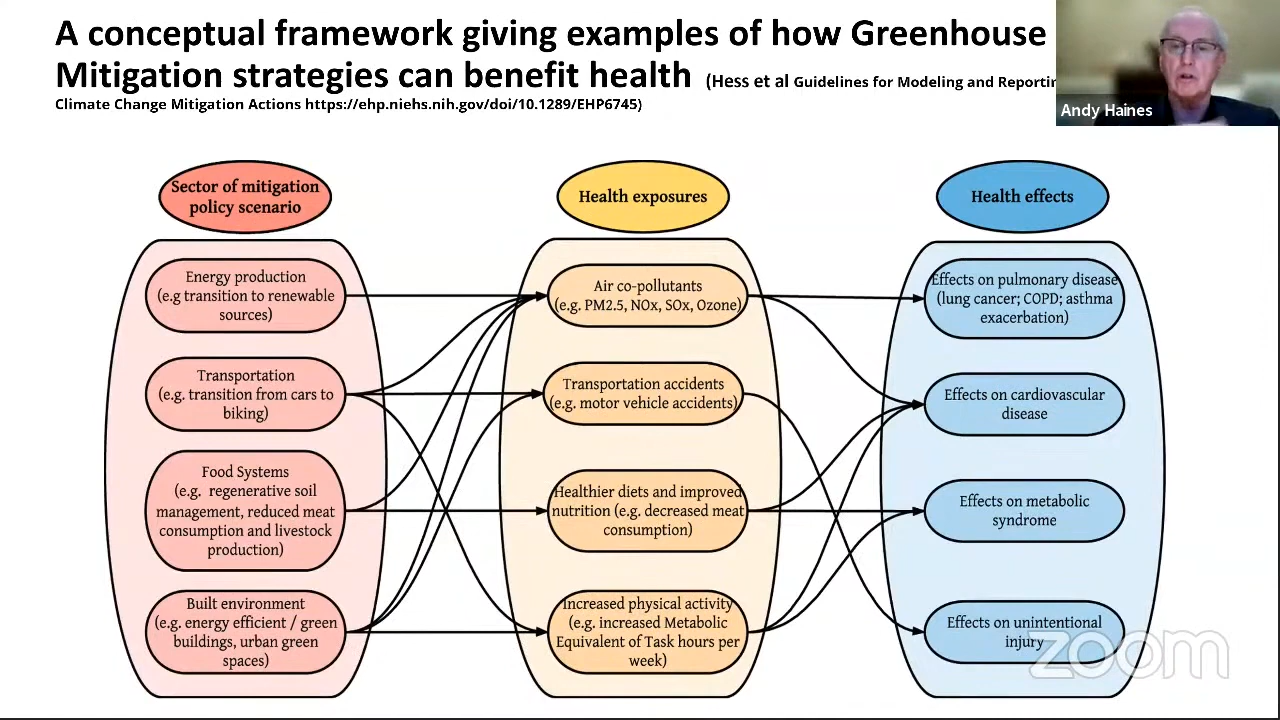 A conceptual framework giving examples of how Greenhouse
Mitigation strategies can benefit health (Hess et al Guidelines for Modeling and Reportin
Climate Change Mitigation Actions https://ehp.niehs.nih.gov/doi/10.1289/EHP6745)
Andy Haines
Sector of mitigation
policy scenario
Energy production
(e.g transition to renewable
sources)
Transportation
(e.g. transition from cars to
biking)
Food Systems
(e.g. regenerative soil
management, reduced meat
consumption and livestock
production)
Built environment
(e.g. energy efficient / green
buildings, urban green
spaces)
Health exposures
Air co-pollutants
(e.g. PM2.5, NOx, SOx, Ozone)
Transportation accidents
(e.g. motor vehicle accidents)
Healthier diets and improved
nutrition (e.g. decreased meat
consumption)
Increased physical activity
(e.g. increased Metabolic
Equivalent of Task hours per
week)
Health effects
Effects on pulmonary disease
(lung cancer; COPD; asthma
exacerbation)
Effects on cardiovascular
disease
Effects on metabolic
syndrome
Effects on unintentional
injury
zoom